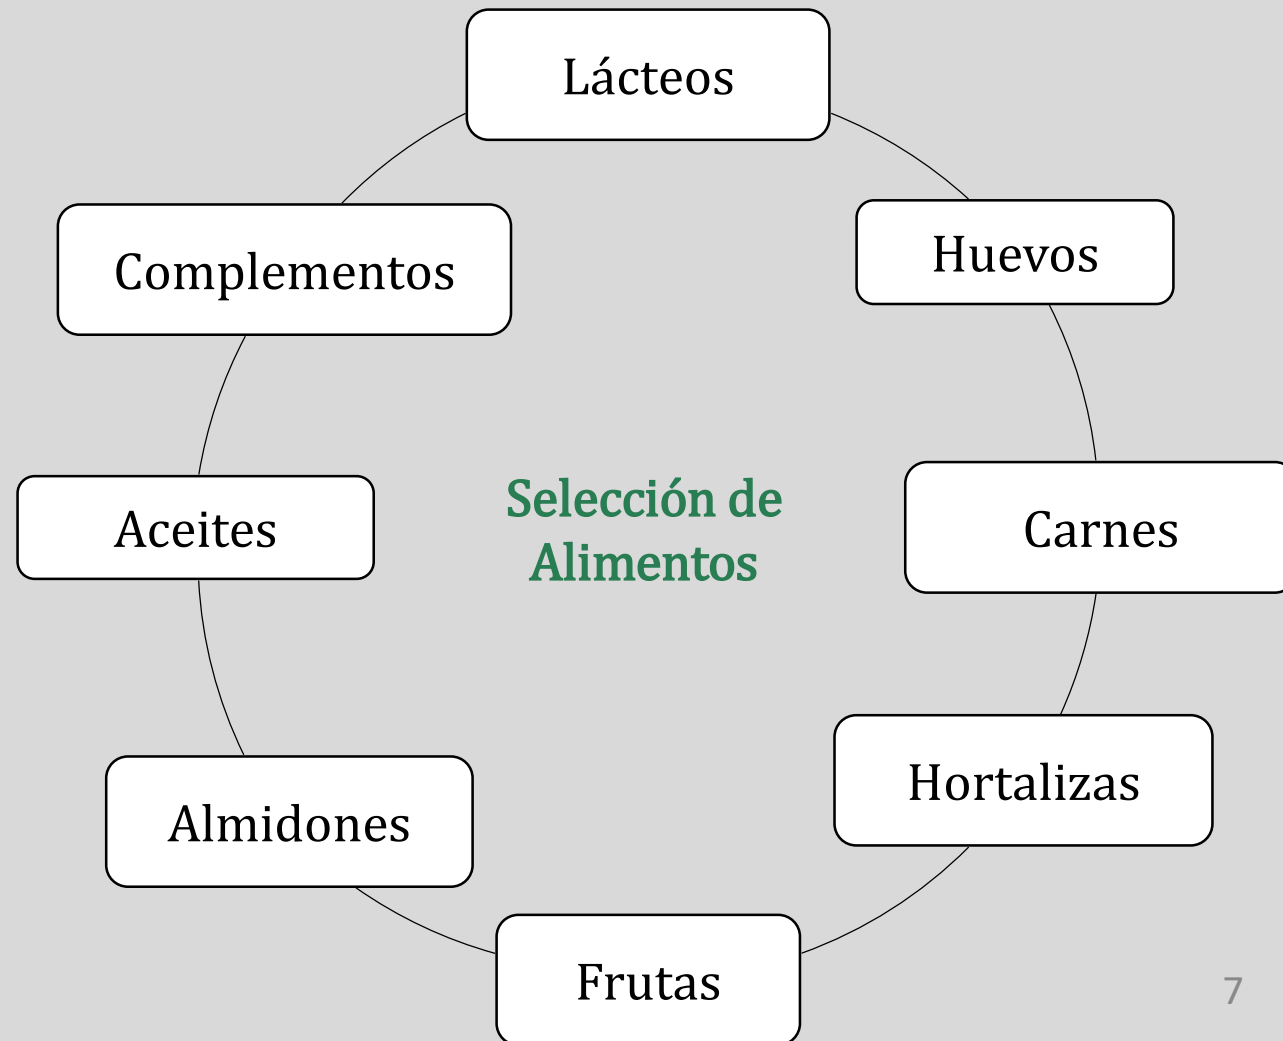 Lácteos
Huevos
Complementos
Selección de
Alimentos
Aceites
Carnes
Hortalizas
Almidones
Frutas
7